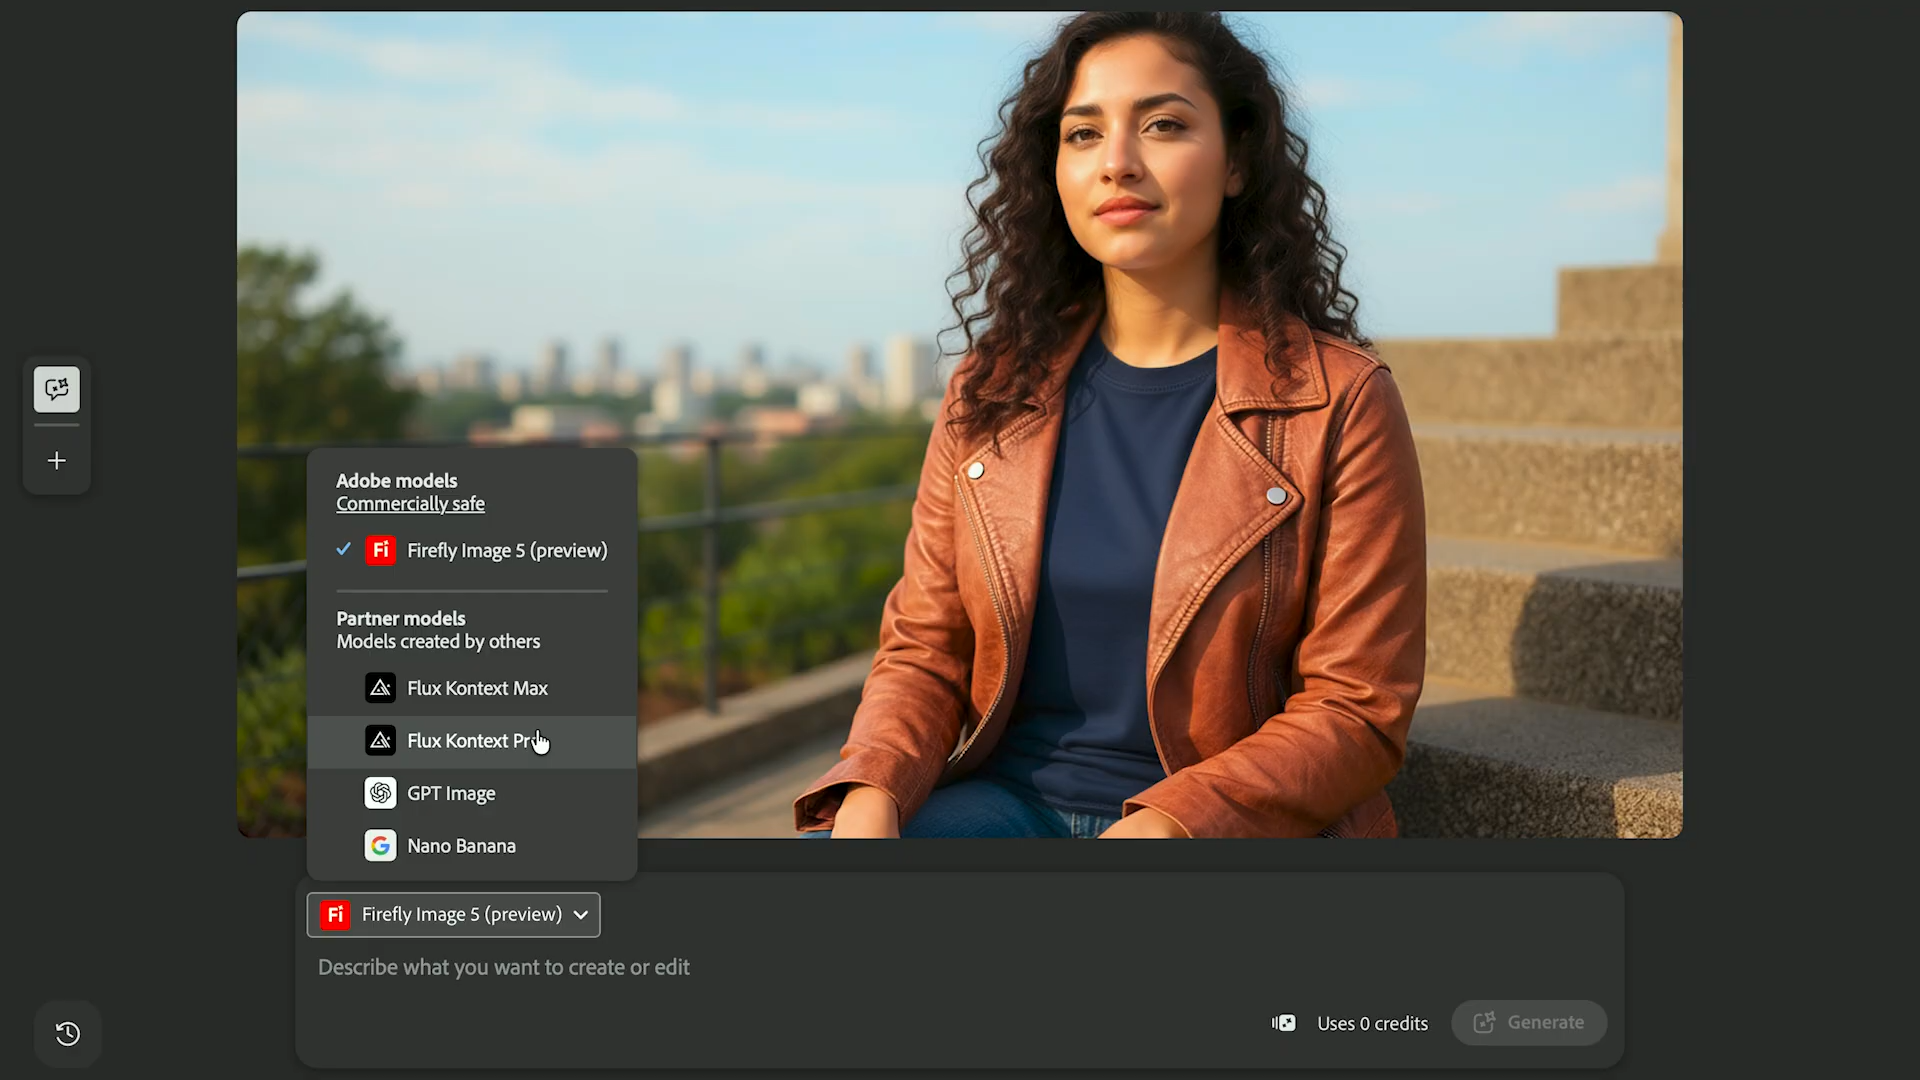 Adobe models
Commercially safe
Fi Firefly Image 5 (preview)
Partner models
Models created by others
Flux Kontext Max
Flux Kontext
GPT Image
G Nano Banana
Fi Firefly Image 5 (preview)
Describe what you want to create or edit
Uses 0 credits
Generate